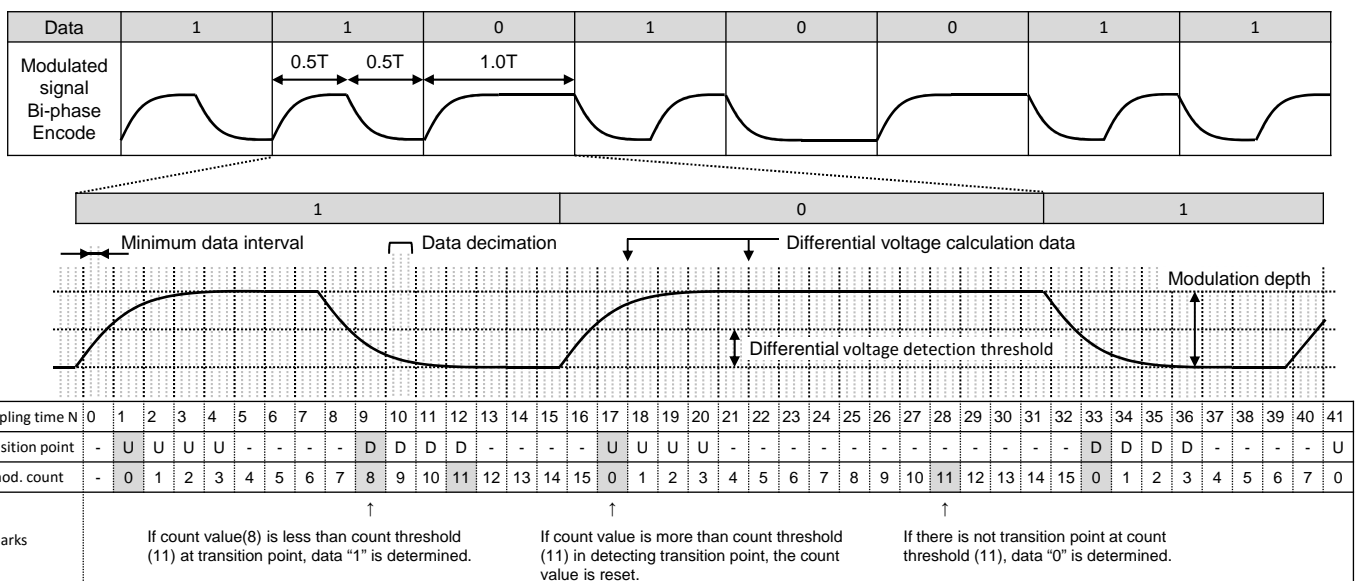 Data 1 1 0 1 0 0 1 1
Modulated
signal
Bi-phase
Encode
0.5T 0.5T 1.0T
1 0 1
Minimum data interval Data decimation Differential voltage calculation data
Modulation depth
Differential voltage detection threshold
pling time N 0 1 2 3 4 5 6 7 8 9 10 11 12 13 14 15 16 17 18 19 20 21 22 23 24 25 26 27 28 29 30 31 32 33 34 35 36 37 38 39 40 41
sition point - U U U U - - - - D D D D - - - - U U U U - - - - - - - - - - - - D D D D - - - - U
nod. count - 0 1 2 3 4 5 6 7 8 9 10 11 12 13 14 15 0 1 2 3 4 5 6 7 8 9 10 11 12 13 14 15 0 1 2 3 4 5 6 7 0
↑ ↑ ↑
arks
If count value(8) is less than count threshold
(11) at transition point, data “1” is determined.
If count value is more than count threshold
(11) in detecting transition point, the count
value is reset.
If there is not transition point at count
threshold (11), data “0” is determined.